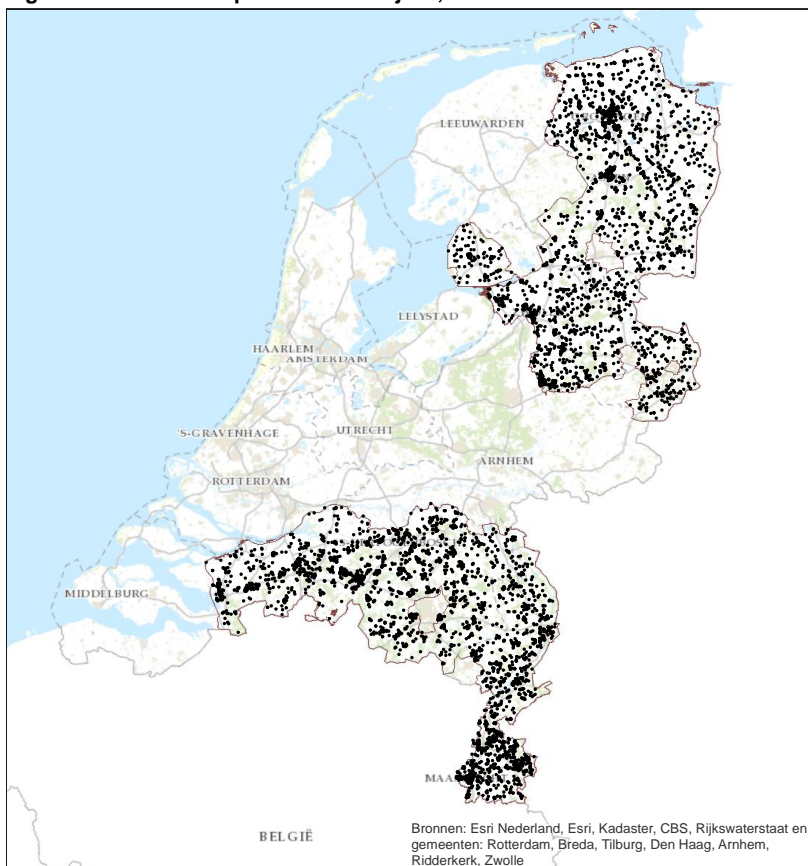 LEEUWARDEN
LELYSTAD
HAARLEM
AMSTERDAM
'S-GRAVENHAGE
UTRECHT
ARNHEM
ROTTERDAM
MIDDELBURG
BELGIË
Bronnen: Esri Nederland, Esri, Kadaster, CBS, Rijkswaterstaat en
gemeenten: Rotterdam, Breda, Tilburg, Den Haag, Arnhem,
Ridderkerk, Zwolle